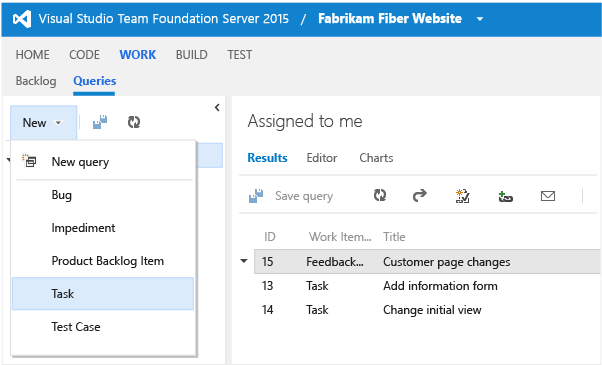 Visual Studio Team Foundation Server 2015 / Fabrikam Fiber Website
HOME CODE WORK BUILD TEST
Backlog Queries
New
New query
Bug
Impediment
Product Backlog Item
Task
Test Case
Assigned to me
Results Editor Charts
Save query
ID Work Item... Title
15 Feedback... Customer page changes
13 Task Add information form
14 Task Change initial view